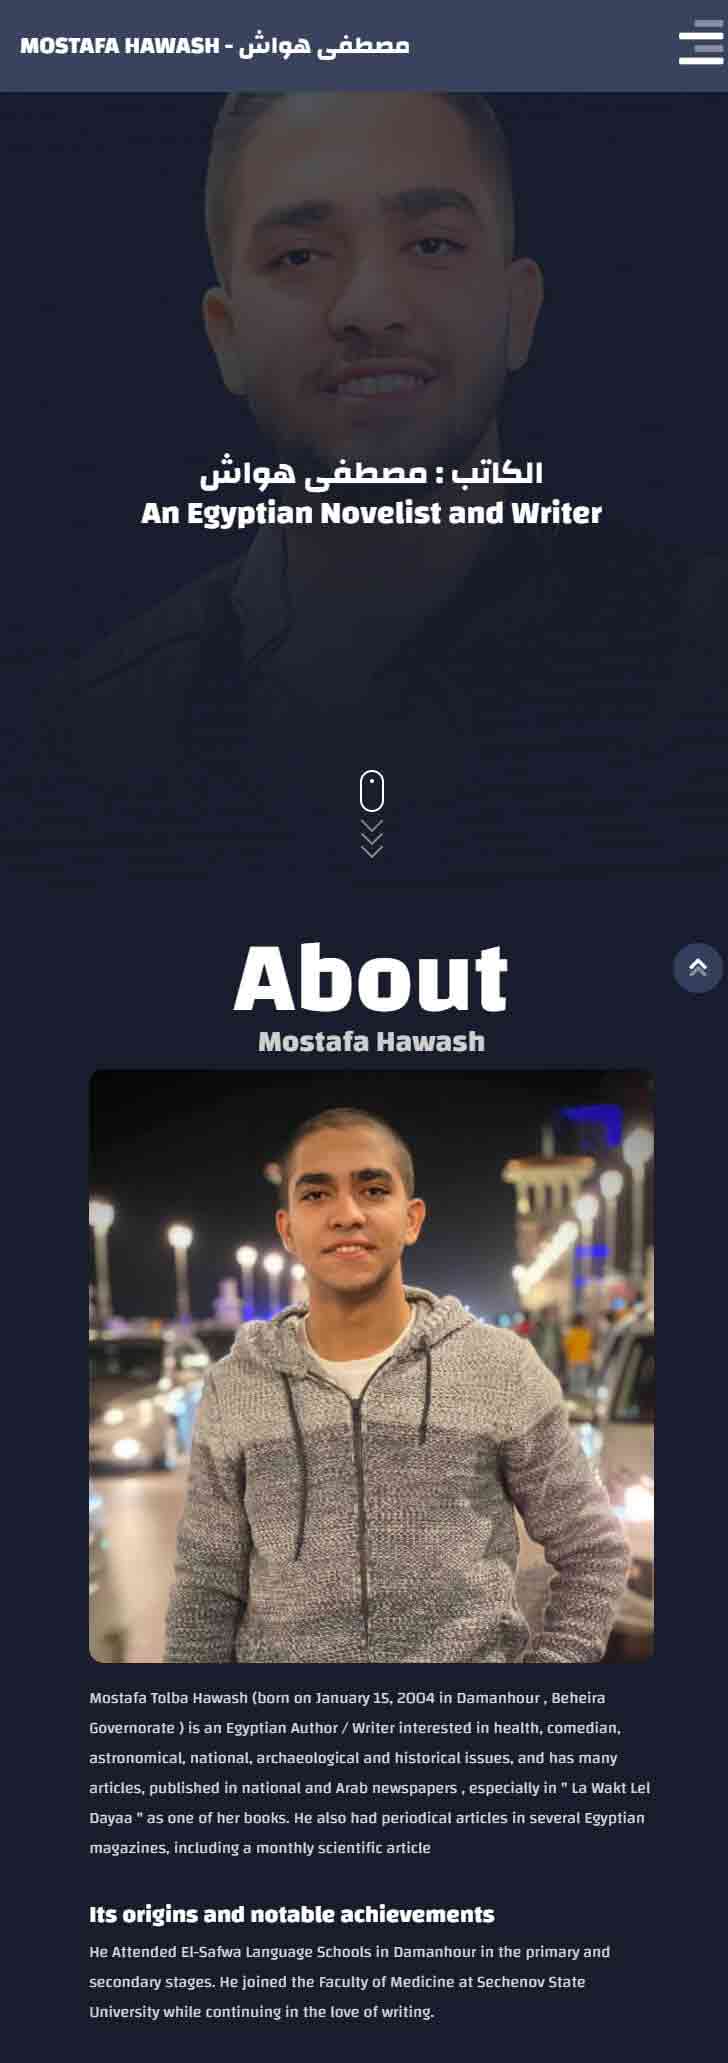 MOSTAFA HAWASH - مصطفى هواش
الكاتب : مصطفى هواش
An Egyptian Novelist and Writer
About
Mostafa Hawash
Mostafa Tolba Hawash (born on January 15, 2004 in Damanhour , Beheira
Governorate ) is an Egyptian Author / Writer interested in health, comedian,
astronomical, national, archaeological and historical issues, and has many
articles, published in national and Arab newspapers , especially in " La Wakt Lel
Dayaa " as one of her books. He also had periodical articles in several Egyptian
magazines, including a monthly scientific article
Its origins and notable achievements
He Attended El-Safwa Language Schools in Damanhour in the primary and
secondary stages. He joined the Faculty of Medicine at Sechenov State
University while continuing in the love of writing.